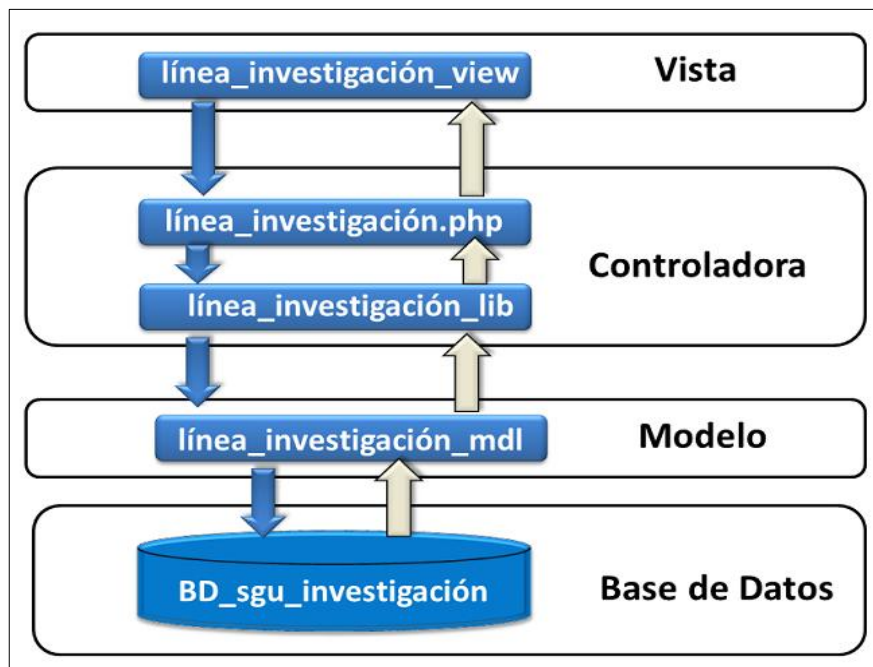 línea_investigación_view
Vista
línea_investigación.php
Controladora
línea_investigación_lib
línea_investigación_mdl
Modelo
BD_sgu_investigación
Base de Datos